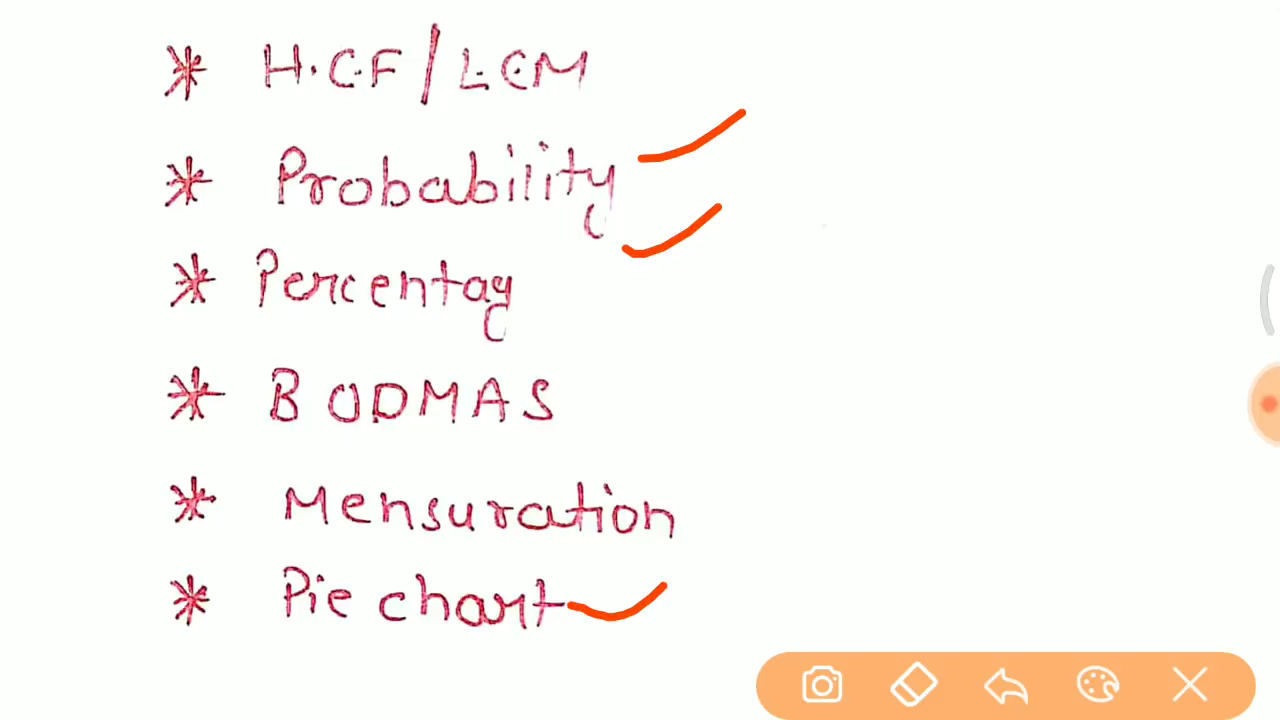 * H.C.F/L.C.M
* Probability
* Percentag
* BODMAS
* Mensuration
* Pie chart